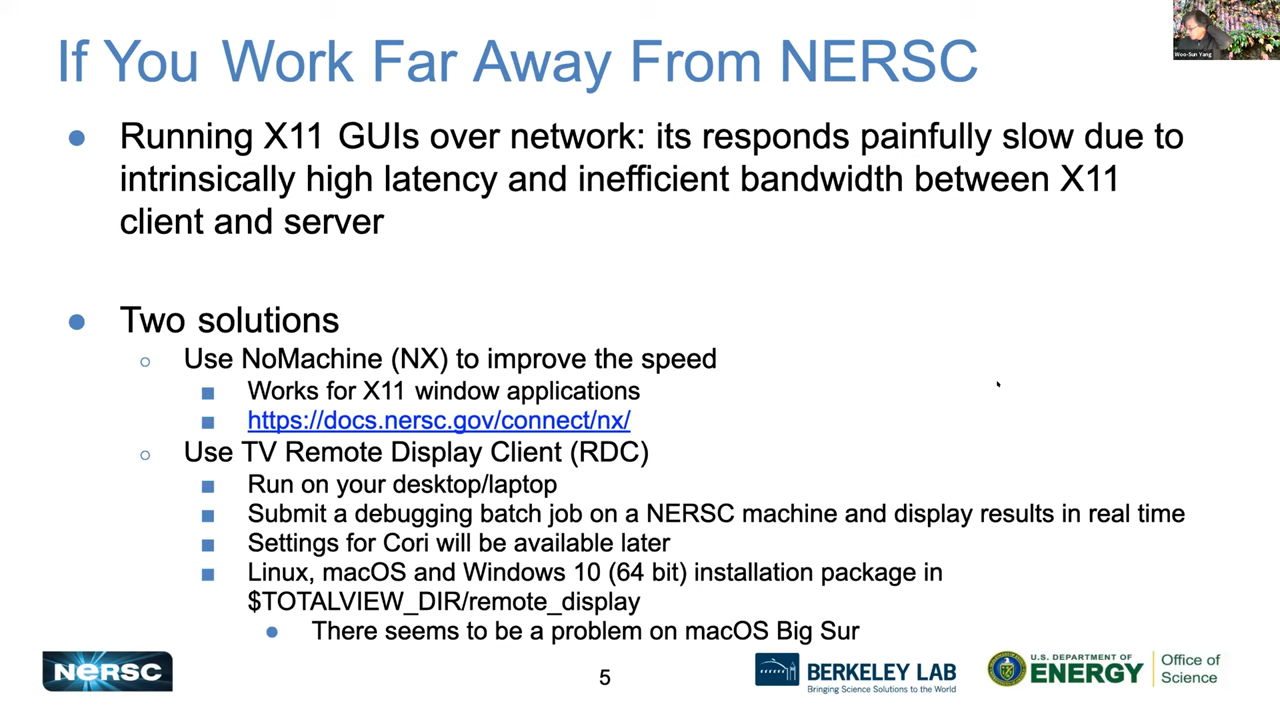 If You Work Far Away From NERSC
Woo-Sun Yang
● Running X11 GUIs over network: its responds painfully slow due to
intrinsically high latency and inefficient bandwidth between X11
client and server
● Two solutions
○ Use NoMachine (NX) to improve the speed
■ Works for X11 window applications
■ https://docs.nersc.gov/connect/nx/
○ Use TV Remote Display Client (RDC)
■ Run on your desktop/laptop
■ Submit a debugging batch job on a NERSC machine and display results in real time
■ Settings for Cori will be available later
■ Linux, macOS and Windows 10 (64 bit) installation package in
$TOTALVIEW_DIR/remote_display
● There seems to be a problem on macOS Big Sur
NERSC
5
BERKELEY LAB
Bringing Science Solutions to the World
U.S. DEPARTMENT OF
ENERGY
Office of
Science